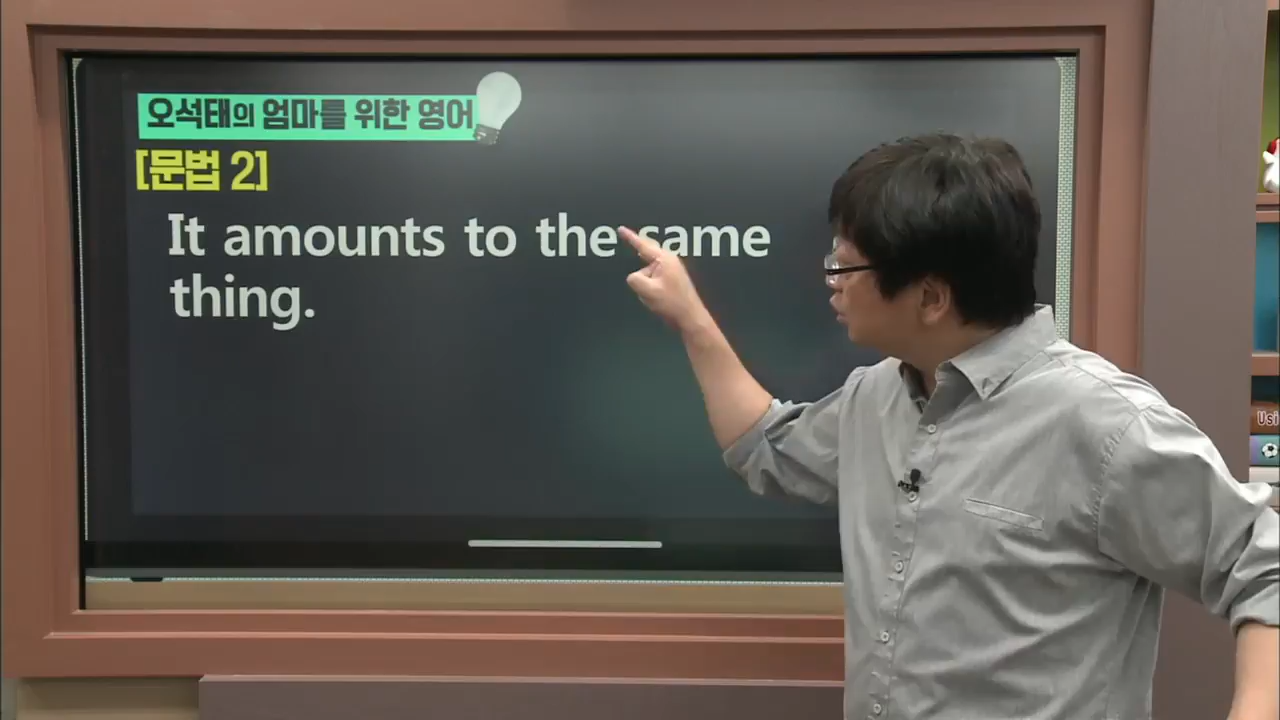 오석태의 엄마를 위한 영어
[문법 2]
It amounts to the same
thing.
Usi